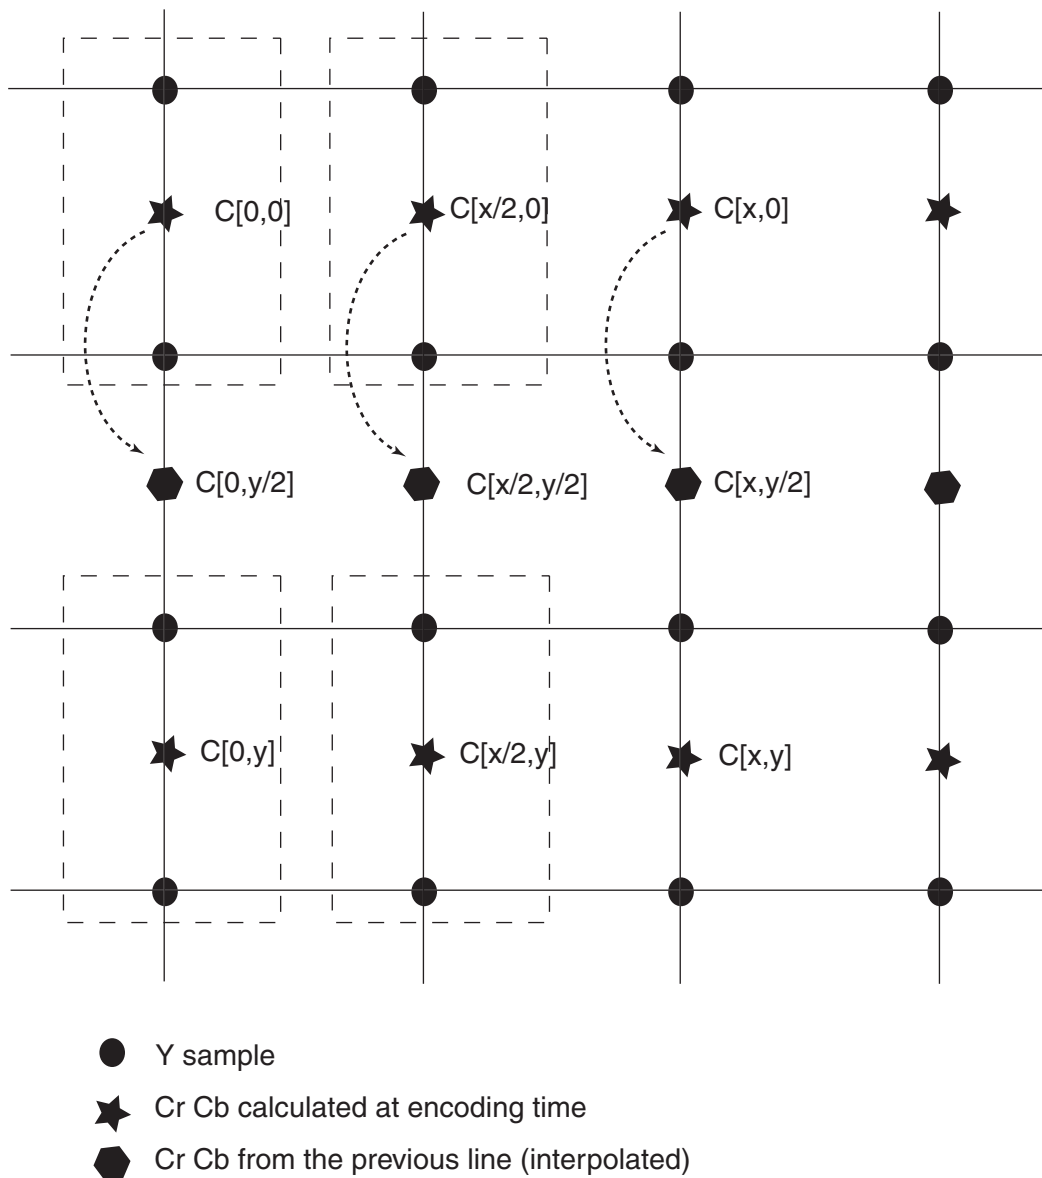 C[0,0] C[x/2,0] C[x,0]
C[0,y/2] C[x/2,y/2] C[x,y/2]
C[0,y] C[x/2,y] C[x,y]
Y sample
Cr Cb calculated at encoding time
Cr Cb from the previous line (interpolated)